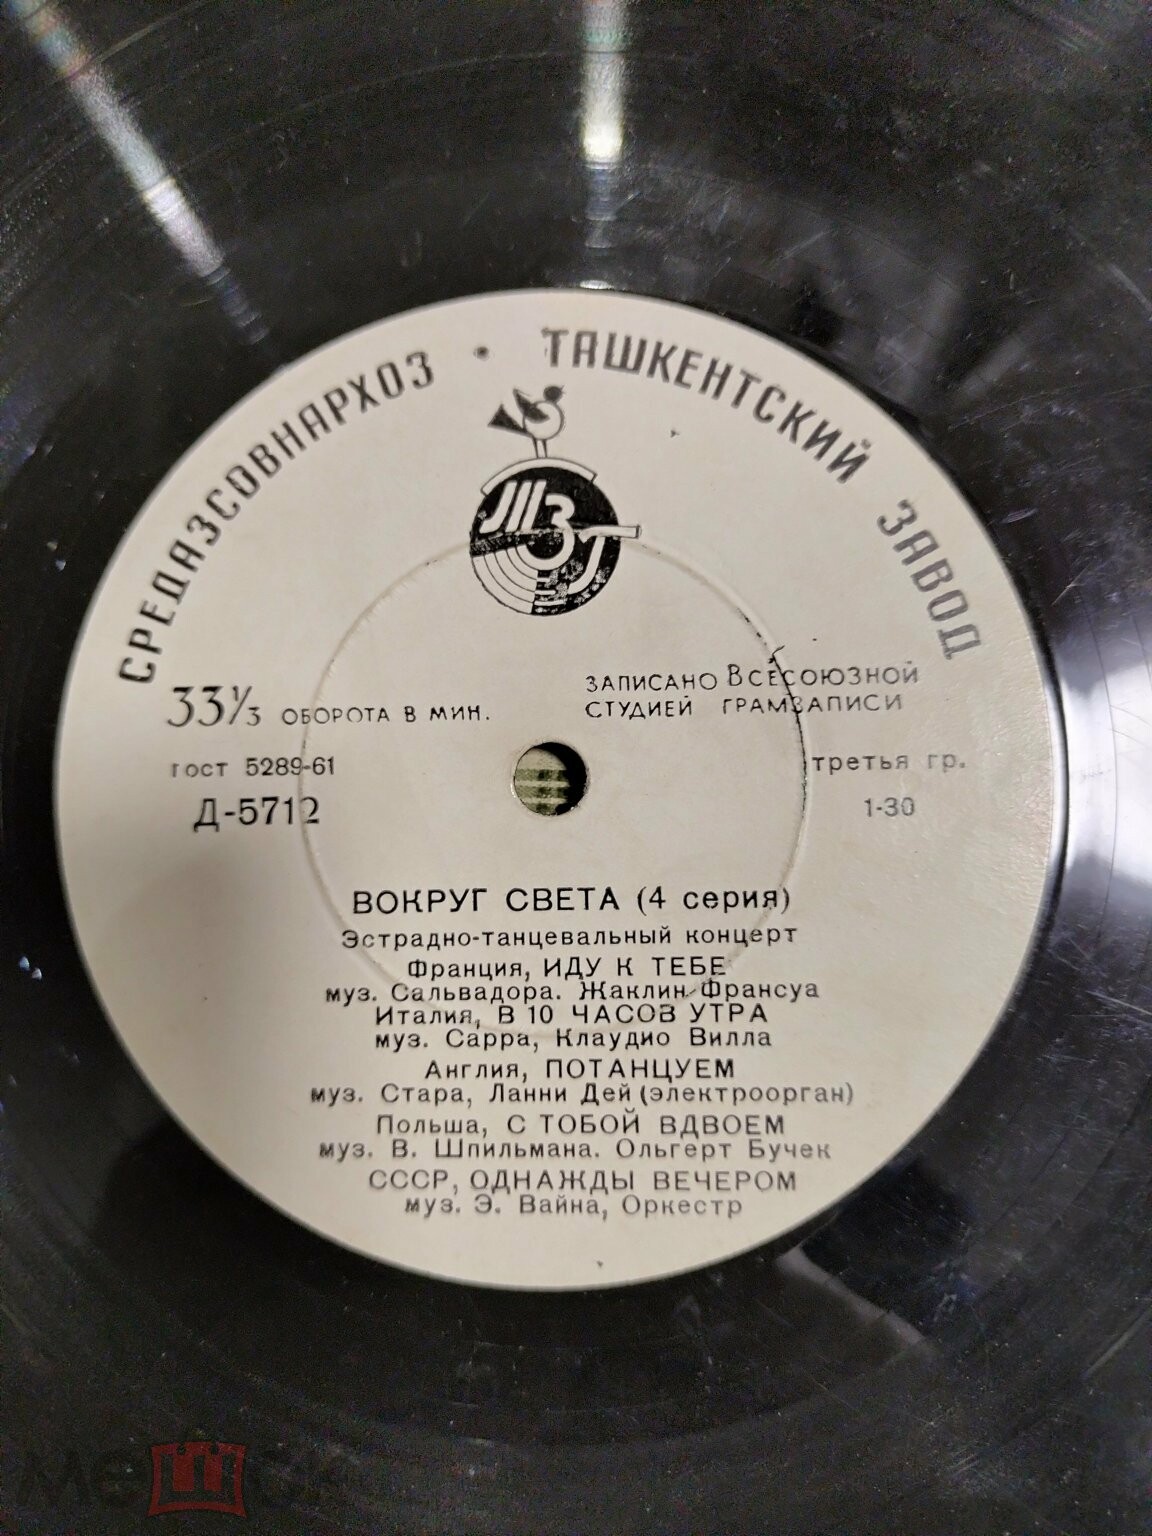 СРЕДАЗСОВНАРХОЗ • ТАШКЕНТСКИЙ ЗАВОД
ТЗГ
33⅓ ОБОРОТА В МИН.
ЗАПИСАНО ВСЕСОЮЗНОЙ
СТУДИЕЙ ГРАМЗАПИСИ
гост 5289-61
третья гр.
Д-5712
1-30
ВОКРУГ СВЕТА (4 серия)
Эстрадно-танцевальный концерт
Франция, ИДУ К ТЕБЕ
муз. Сальвадора. Жаклин Франсуа
Италия, В 10 ЧАСОВ УТРА
муз. Сарра, Клаудио Вилла
Англия, ПОТАНЦУЕМ
муз. Стара, Ланни Дей (электроорган)
Польша, С ТОБОЙ ВДВОЕМ
муз. В. Шпильмана. Ольгерт Бучек
СССР, ОДНАЖДЫ ВЕЧЕРОМ
муз. Э. Вайна, Оркестр
мешок